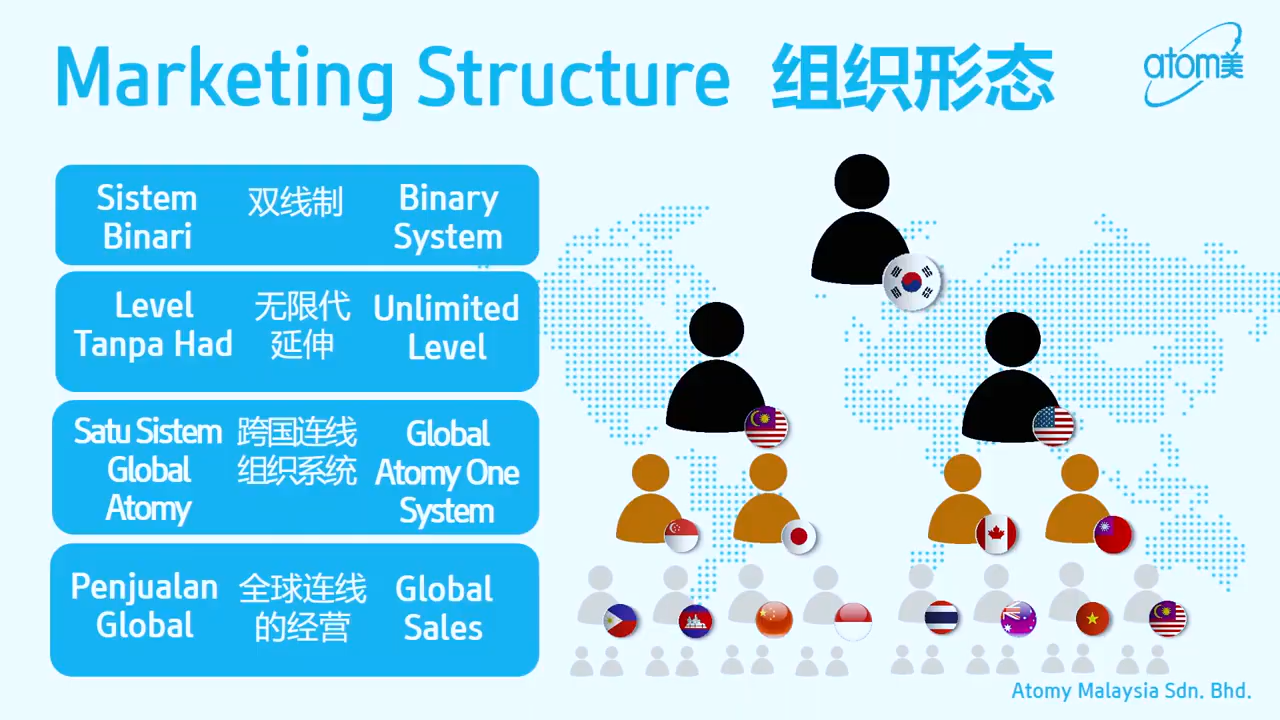 Marketing Structure 组织形态
atom美
Sistem
Binari
双线制
Binary
System
Level
Tanpa Had
无限代
延伸
Unlimited
Level
Satu Sistem
Global
Atomy
跨国连线
组织系统
Global
Atomy One
System
Penjualan
Global
全球连线
的经营
Global
Sales
Atomy Malaysia Sdn. Bhd.